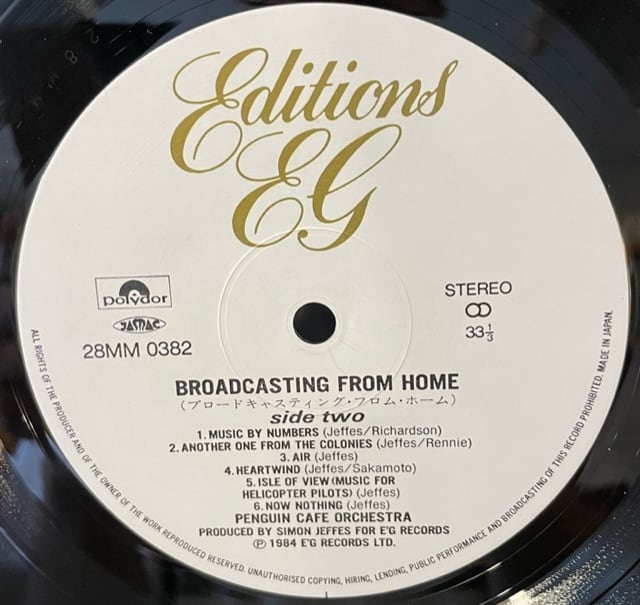 Editions
EG
polydor
JASRAC
28MM 0382
STEREO
33⅓
BROADCASTING FROM HOME
(ブロードキャスティング・フロム・ホーム)
side two
1. MUSIC BY NUMBERS (Jeffes/Richardson)
2. ANOTHER ONE FROM THE COLONIES (Jeffes/Rennie)
3. AIR (Jeffes)
4. HEARTWIND (Jeffes/Sakamoto)
5. ISLE OF VIEW (MUSIC FOR
HELICOPTER PILOTS) (Jeffes)
6. NOW NOTHING (Jeffes)
PENGUIN CAFE ORCHESTRA
PRODUCED BY SIMON JEFFES FOR E'G RECORDS
Ⓟ 1984 E'G RECORDS LTD.
ALL RIGHTS OF THE PRODUCER AND OF THE OWNER OF THE WORK REPRODUCED RESERVED. UNAUTHORISED COPYING, HIRING, LENDING, PUBLIC PERFORMANCE AND BROADCASTING OF THIS RECORD PROHIBITED. MADE IN JAPAN.